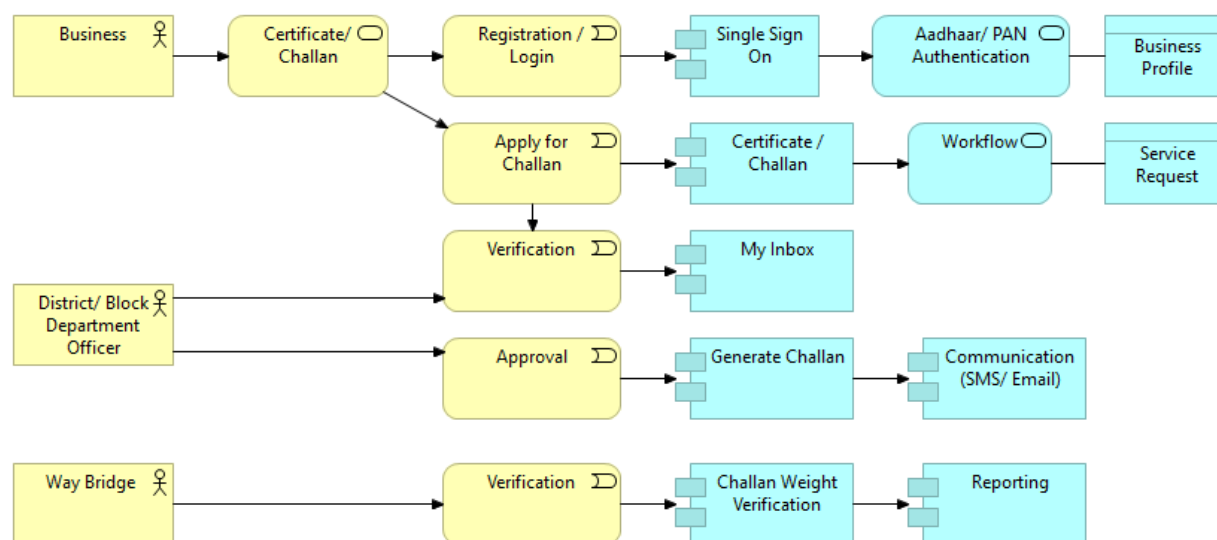 Business
Certificate/
Challan
Registration /
Login
Single Sign
On
Aadhaar/ PAN
Authentication
Business
Profile
Apply for
Challan
Certificate /
Challan
Workflow
Service
Request
Verification
My Inbox
District/ Block
Department
Officer
Approval
Generate Challan
Communication
(SMS/ Email)
Way Bridge
Verification
Challan Weight
Verification
Reporting